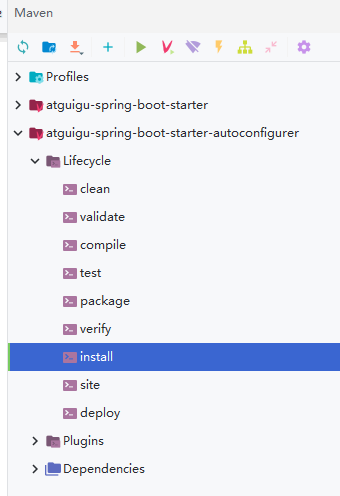 Maven
Profiles
atguigu-spring-boot-starter
atguigu-spring-boot-starter-autoconfigurer
Lifecycle
clean
validate
compile
test
package
verify
install
site
deploy
Plugins
Dependencies